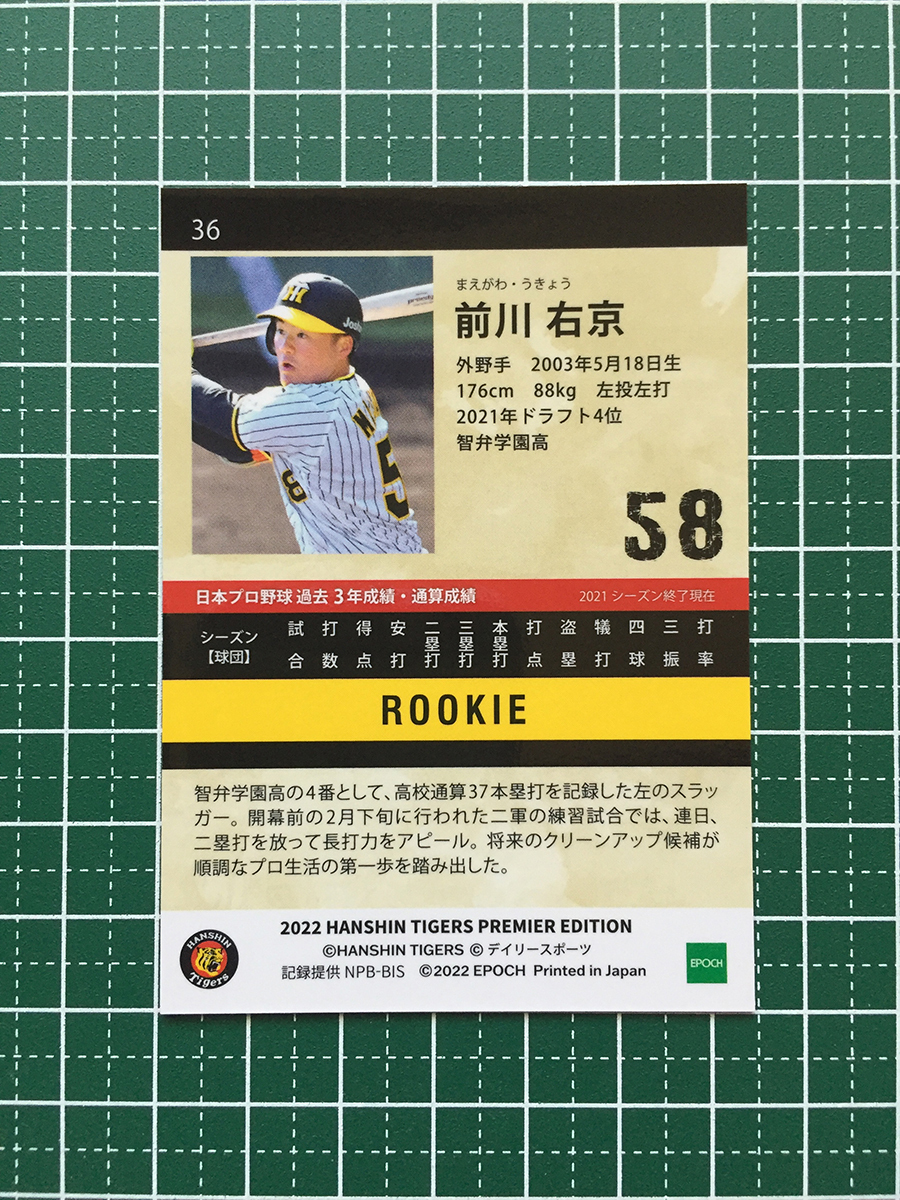 36
まえがわ・うきょう
前川 右京
外野手　2003年5月18日生
176cm　88kg　左投左打
2021年ドラフト4位
智弁学園高
58
日本プロ野球 過去 3年成績・通算成績
2021 シーズン終了現在
シーズン【球団】 試合 打数 得点 安打 二塁打 三塁打 本塁打 打点 盗塁 犠打 四球 三振 打率
ROOKIE
智弁学園高の4番として、高校通算37本塁打を記録した左のスラッ
ガー。開幕前の2月下旬に行われた二軍の練習試合では、連日、
二塁打を放って長打力をアピール。将来のクリーンアップ候補が
順調なプロ生活の第一歩を踏み出した。
2022 HANSHIN TIGERS PREMIER EDITION
©HANSHIN TIGERS © デイリースポーツ
記録提供 NPB-BIS　©2022 EPOCH Printed in Japan
HANSHIN
Tigers
EPOCH